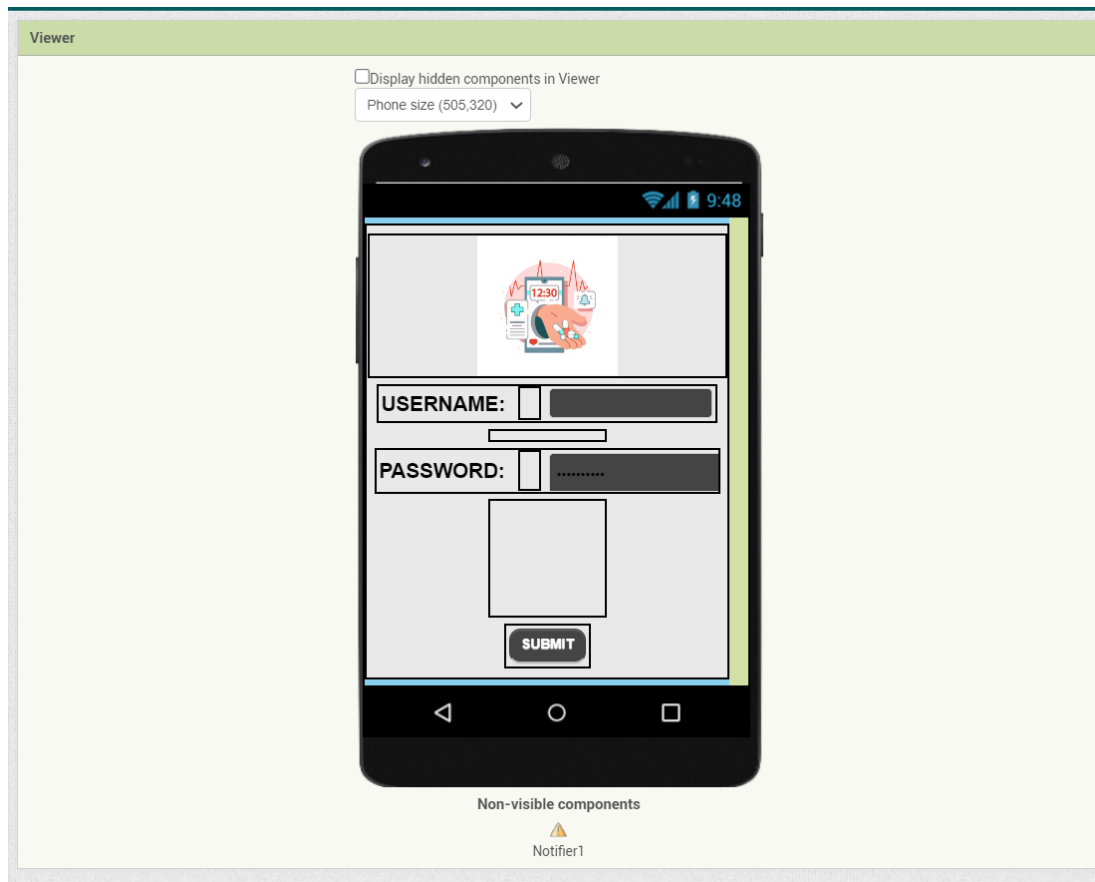 Viewer
Display hidden components in Viewer
Phone size (505,320)
9:48
12:30
USERNAME:
PASSWORD:
..........
SUBMIT
Non-visible components
Notifier1